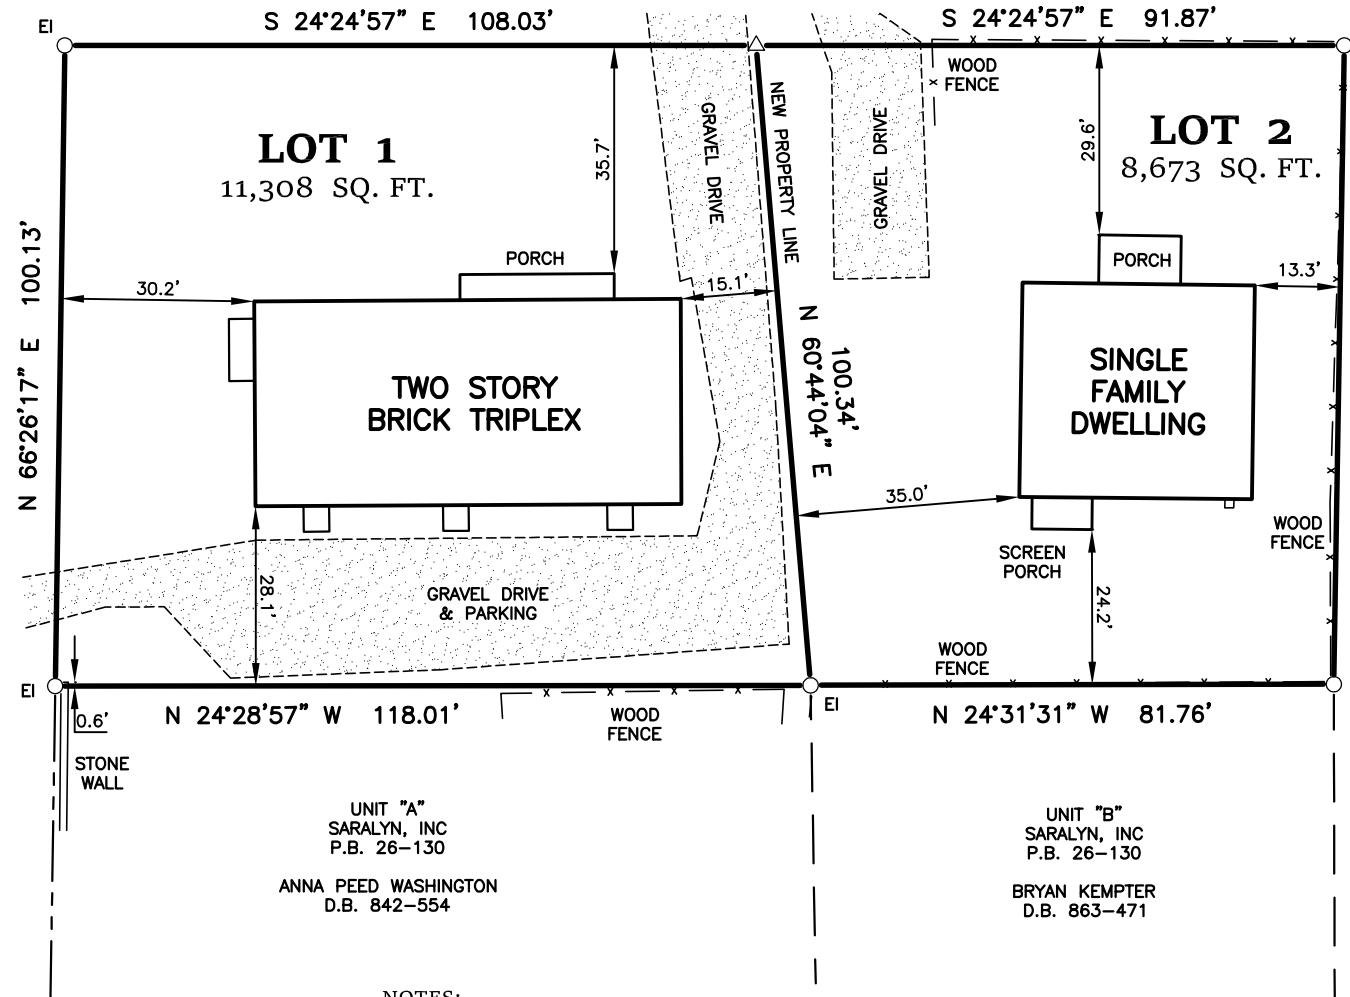 S 24°24'57" E 108.03'
S 24°24'57" E 91.87'
EI
WOOD
FENCE
LOT 1
11,308 SQ. FT.
35.7'
GRAVEL DRIVE
NEW PROPERTY LINE
GRAVEL DRIVE
29.6'
LOT 2
8,673 SQ. FT.
N 66°26'17" E 100.13'
30.2'
PORCH
15.1'
PORCH
13.3'
TWO STORY
BRICK TRIPLEX
N 60°44'04" E
100.34'
SINGLE
FAMILY
DWELLING
35.0'
WOOD
FENCE
SCREEN
PORCH
28.1'
GRAVEL DRIVE
& PARKING
24.2'
WOOD
FENCE
EI
EI
0.6'
N 24°28'57" W 118.01'
WOOD
FENCE
N 24°31'31" W 81.76'
STONE
WALL
UNIT "A"
SARALYN, INC
P.B. 26-130
ANNA PEED WASHINGTON
D.B. 842-554
UNIT "B"
SARALYN, INC
P.B. 26-130
BRYAN KEMPTER
D.B. 863-471
NOTES: